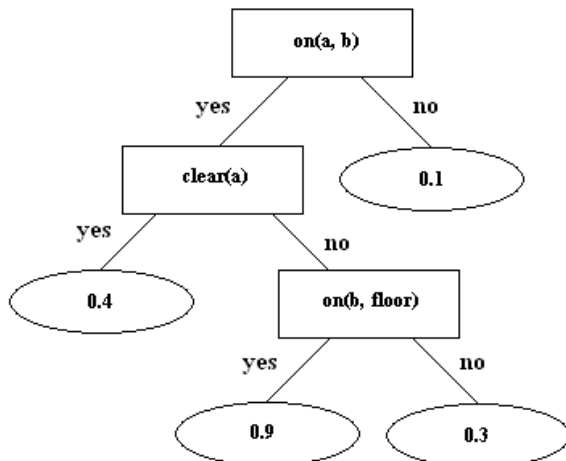 on(a, b)
yes
no
clear(a)
0.1
yes
no
0.4
on(b, floor)
yes
no
0.9
0.3